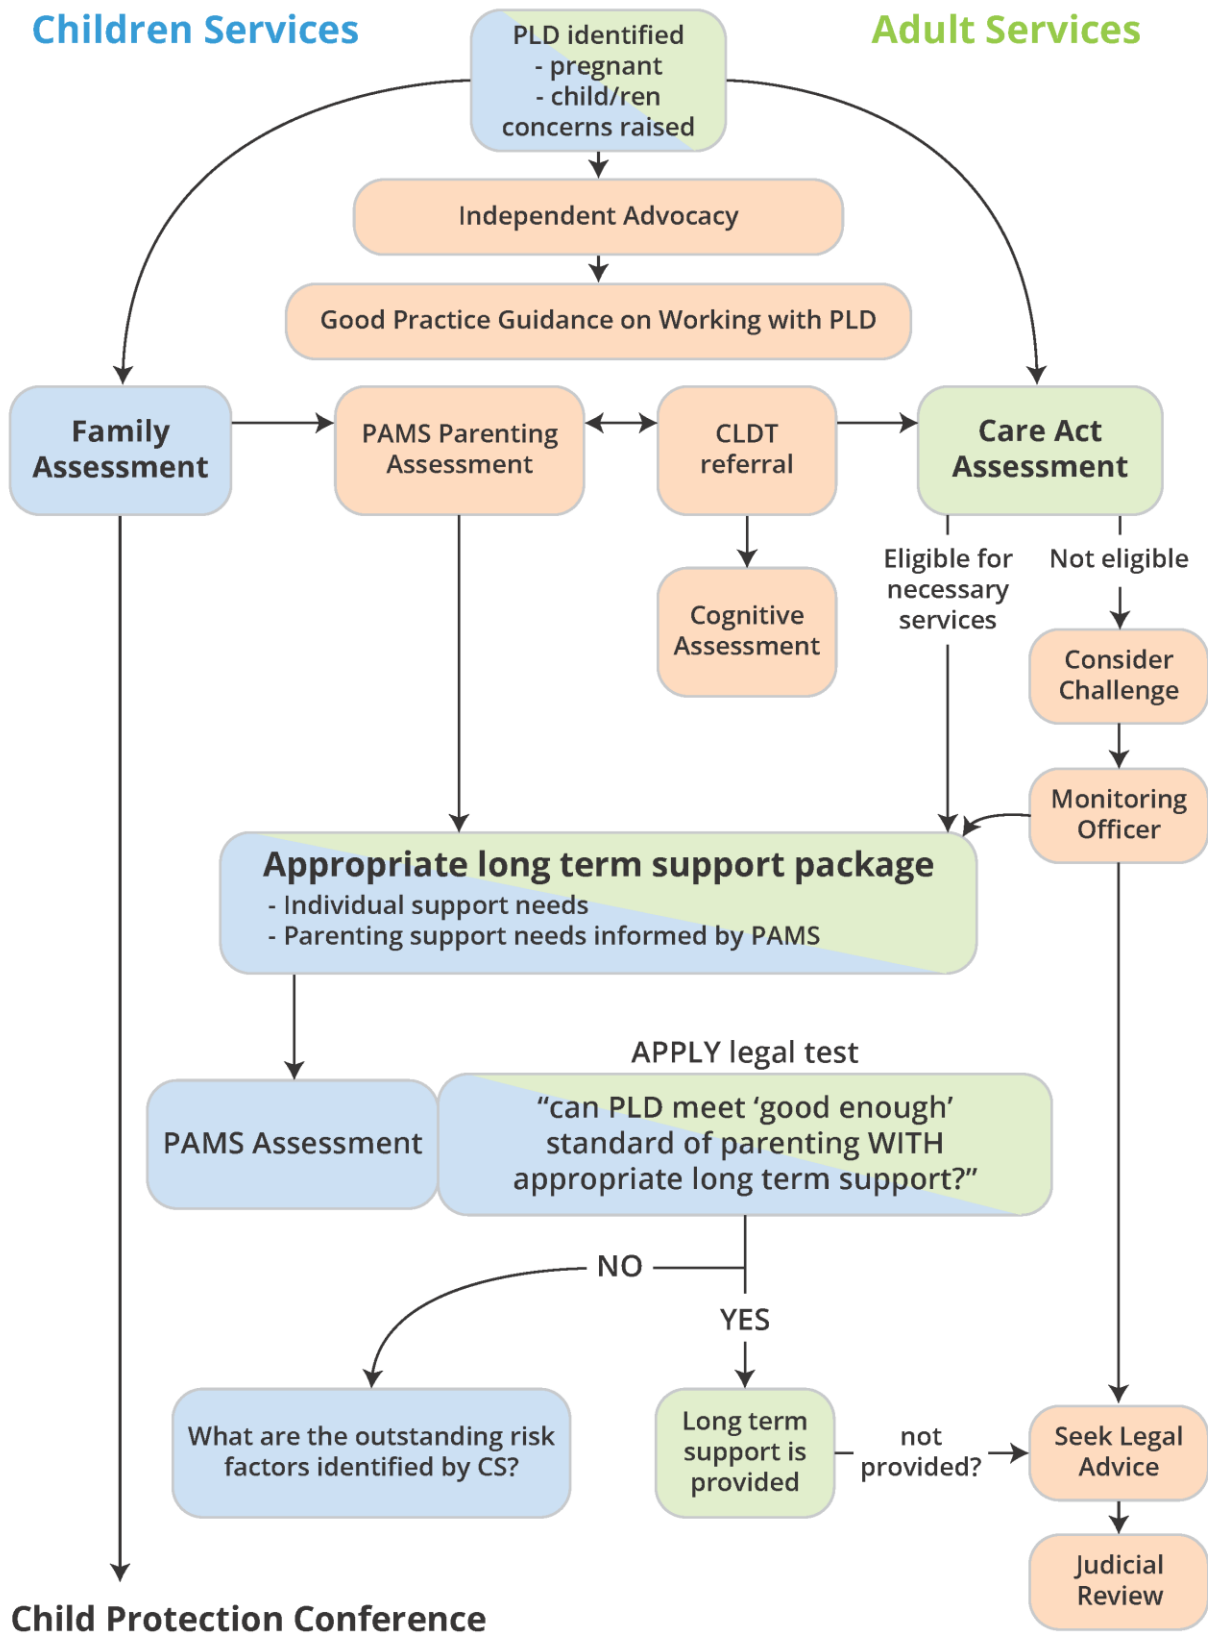 Children Services
Adult Services
PLD identified
- pregnant
- child/ren
concerns raised
Independent Advocacy
Good Practice Guidance on Working with PLD
Family
Assessment
PAMS Parenting
Assessment
CLDT
referral
Care Act
Assessment
Eligible for
necessary
services
Not eligible
Cognitive
Assessment
Consider
Challenge
Monitoring
Officer
Appropriate long term support package
- Individual support needs
- Parenting support needs informed by PAMS
APPLY legal test
PAMS Assessment
“can PLD meet ‘good enough’
standard of parenting WITH
appropriate long term support?”
NO
YES
What are the outstanding risk
factors identified by CS?
Long term
support is
provided
not
provided?
Seek Legal
Advice
Judicial
Review
Child Protection Conference